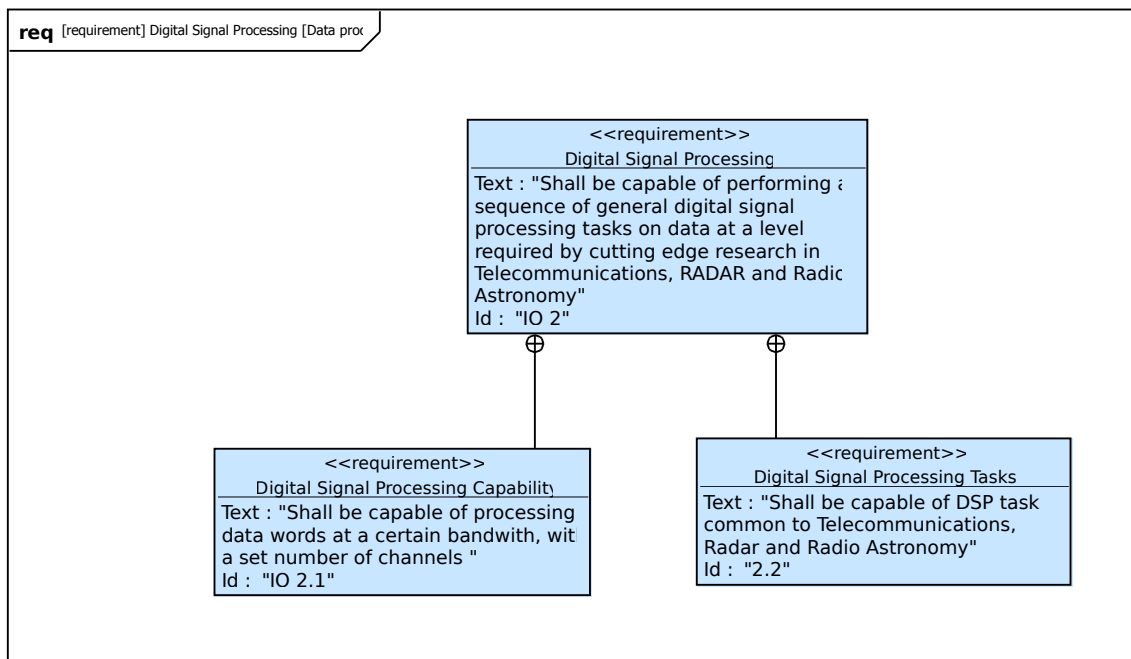 req [requirement] Digital Signal Processing [Data
<<requirement>>
Digital Signal Processing
Text : "Shall be capable of performing
sequence of general digital signal
processing tasks on data at a level
required by cutting edge research in
Telecommunications, RADAR and
Astronomy"
Id : "IO 2"
<<requirement>>
Digital Signal Processing Capability
Text : "Shall be capable of processing
data words at a certain bandwith,
a set number of channels "
Id : "IO 2.1"
<<requirement>>
Digital Signal Processing Tasks
Text : "Shall be capable of DSP task
common to Telecommunications,
Radar and Radio Astronomy"
Id : "2.2"